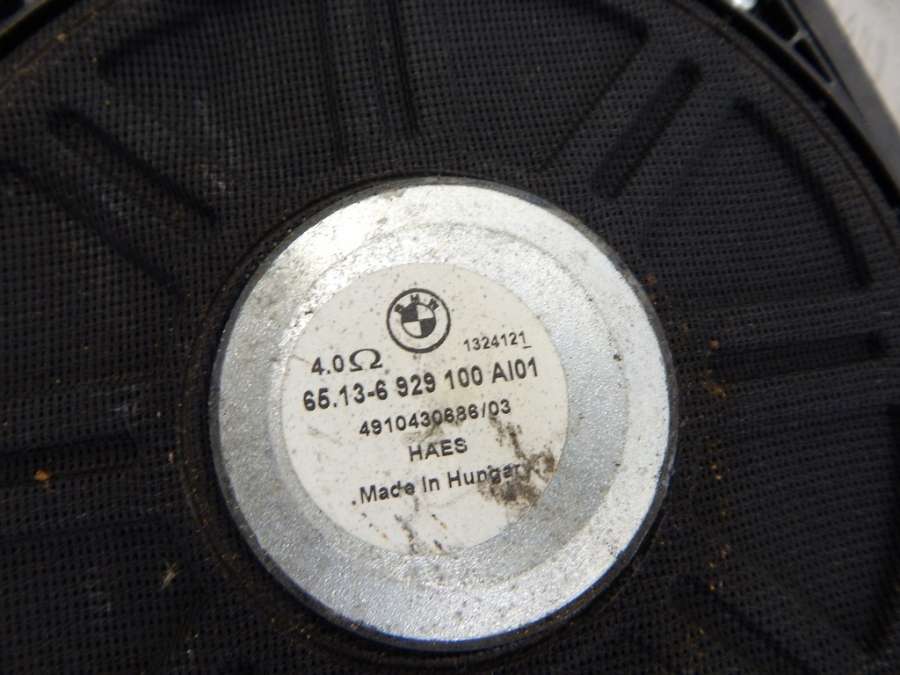 BMW
1324121
4.0Ω
65.13-6 929 100 AI01
4910430686/03
HAES
Made In Hungary